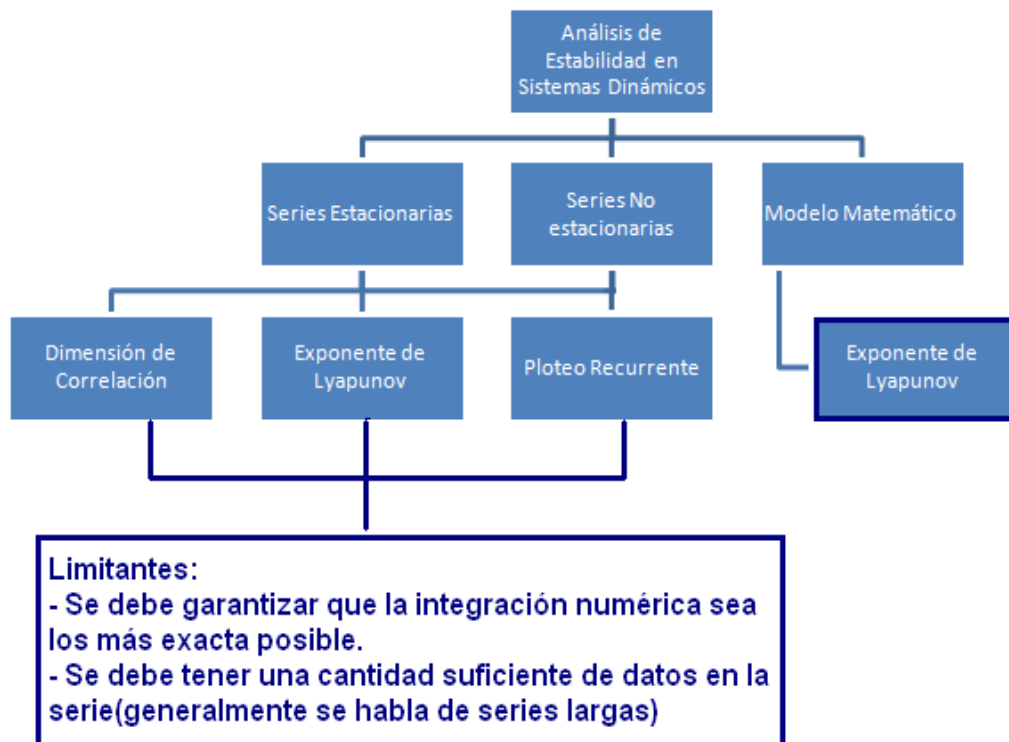 Análisis de
Estabilidad en
Sistemas Dinámicos
Series Estacionarias
Series No
estacionarias
Modelo Matemático
Dimensión de
Correlación
Exponente de
Lyapunov
Ploteo Recurrente
Exponente de
Lyapunov
Limitantes:
- Se debe garantizar que la integración numérica sea
los más exacta posible.
- Se debe tener una cantidad suficiente de datos en la
serie(generalmente se habla de series largas)